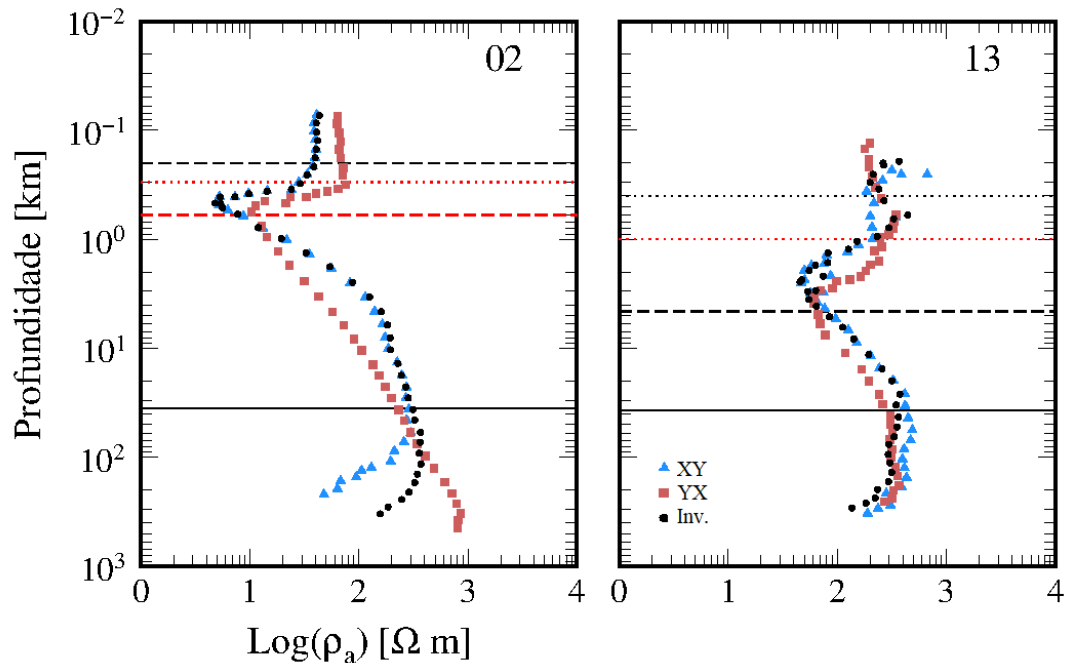 02
13
10⁻²
10⁻¹
10⁰
10¹
10²
10³
Profundidade [km]
0 1 2 3 4
0 1 2 3 4
Log(ρₐ) [Ω m]
XY
YX
Inv.